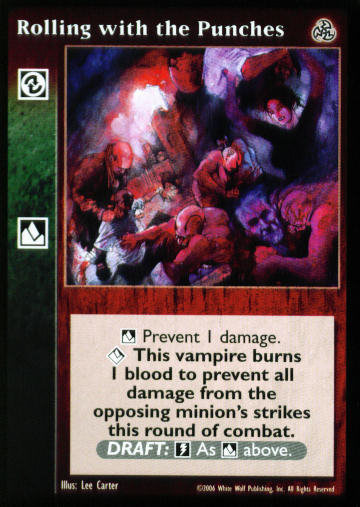 Rolling with the Punches
Prevent 1 damage.
This vampire burns
1 blood to prevent all
damage from the
opposing minion's strikes
this round of combat.
DRAFT: As above.
Illus: Lee Carter
©2006 White Wolf Publishing, Inc. All Rights Reserved